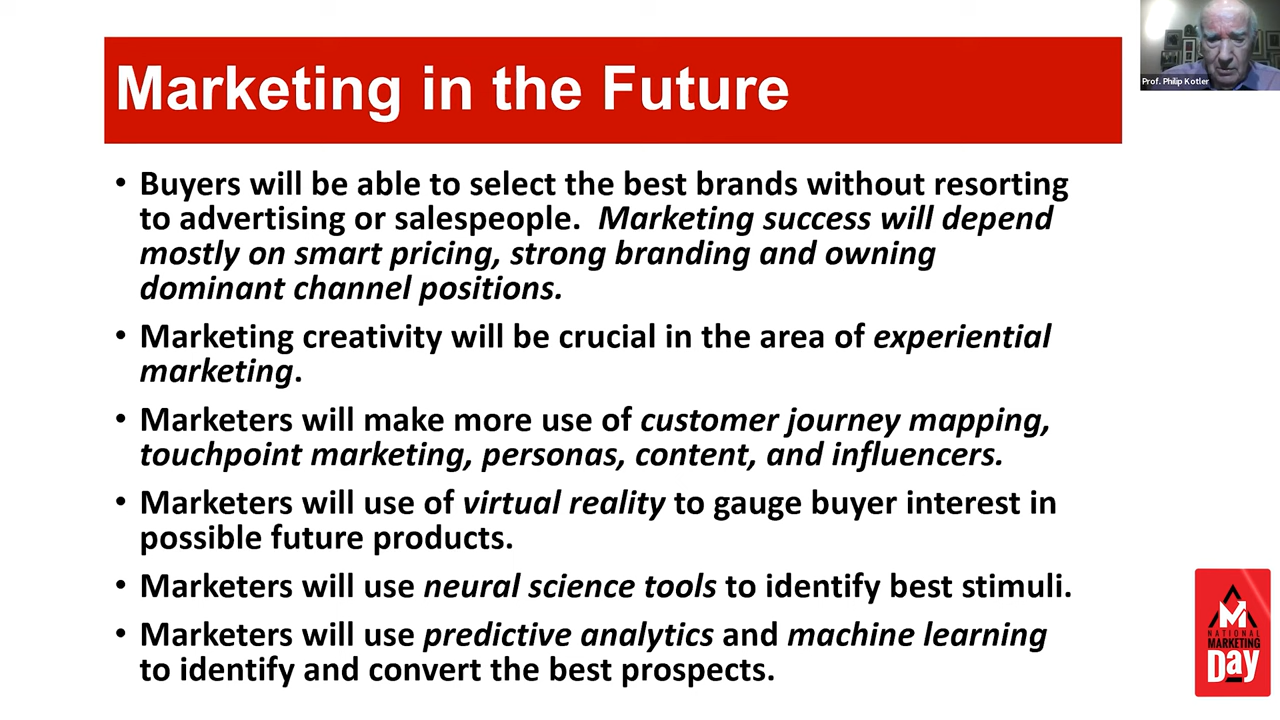 Marketing in the Future
Prof. Philip Kotler
• Buyers will be able to select the best brands without resorting
to advertising or salespeople. Marketing success will depend
mostly on smart pricing, strong branding and owning
dominant channel positions.
• Marketing creativity will be crucial in the area of experiential
marketing.
• Marketers will make more use of customer journey mapping,
touchpoint marketing, personas, content, and influencers.
• Marketers will use of virtual reality to gauge buyer interest in
possible future products.
• Marketers will use neural science tools to identify best stimuli.
• Marketers will use predictive analytics and machine learning
to identify and convert the best prospects.
M
NATIONAL
MARKETING
Day